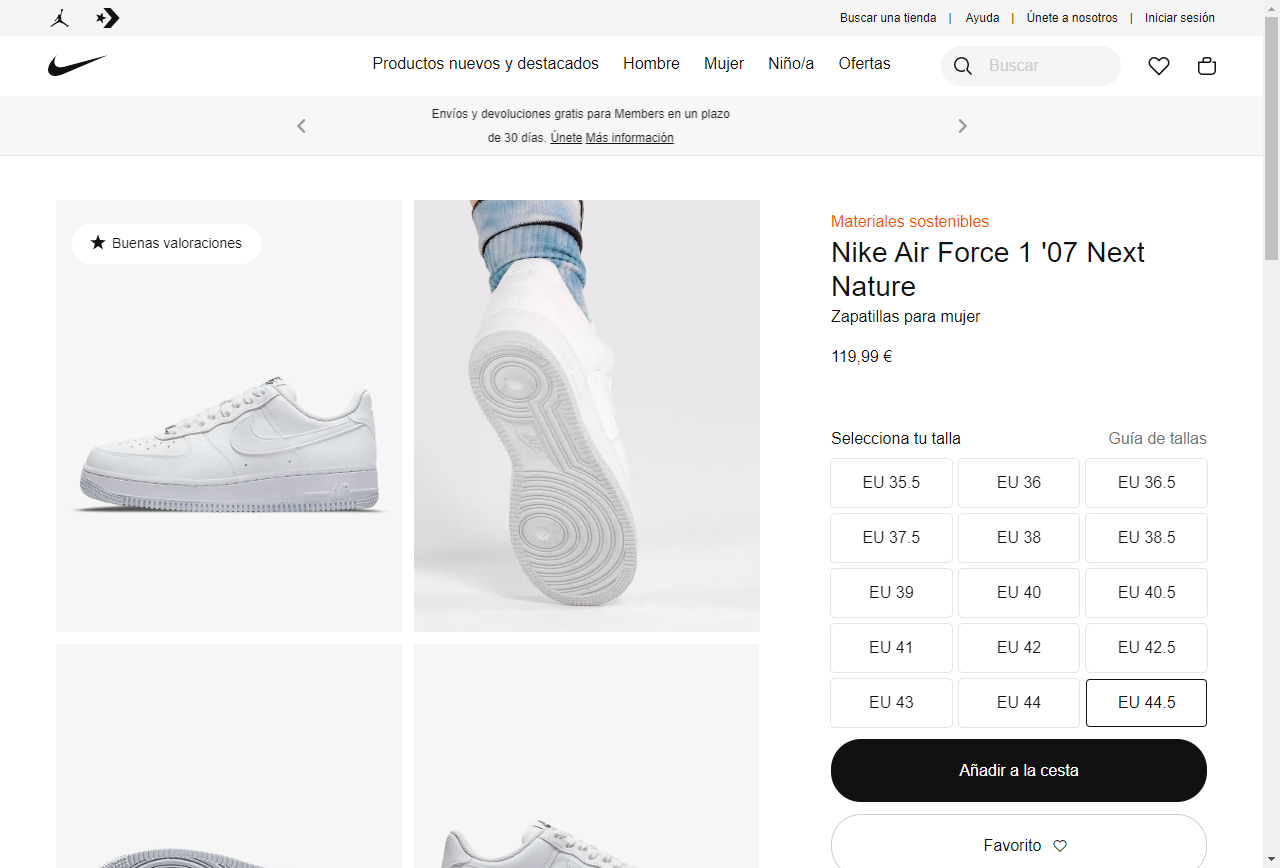 Buscar una tienda | Ayuda | Únete a nosotros | Iniciar sesión
Productos nuevos y destacados Hombre Mujer Niño/a Ofertas Buscar
Envíos y devoluciones gratis para Members en un plazo
de 30 días. Únete Más información
Buenas valoraciones
Materiales sostenibles
Nike Air Force 1 '07 Next
Nature
Zapatillas para mujer
119,99 €
Selecciona tu talla Guía de tallas
EU 35.5 EU 36 EU 36.5
EU 37.5 EU 38 EU 38.5
EU 39 EU 40 EU 40.5
EU 41 EU 42 EU 42.5
EU 43 EU 44 EU 44.5
Añadir a la cesta
Favorito